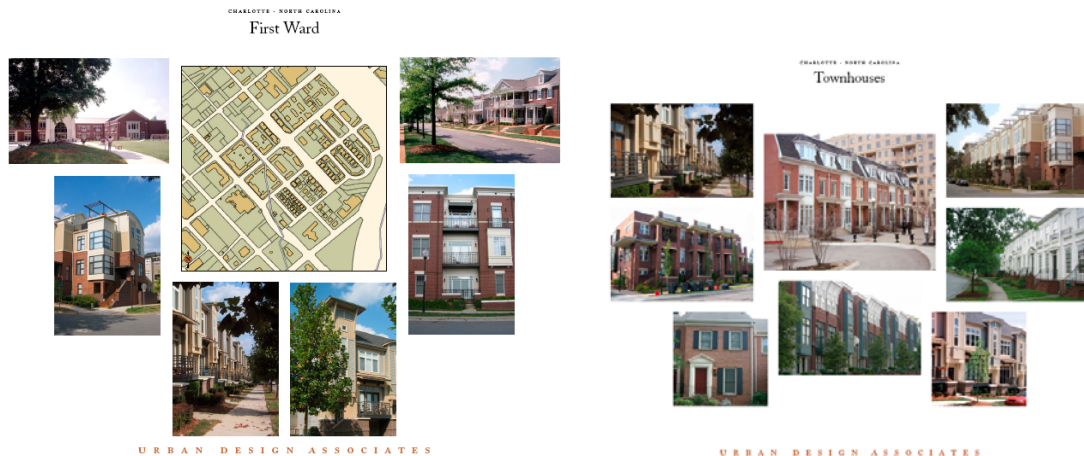 CHARLOTTE - NORTH CAROLINA
First Ward
URBAN DESIGN ASSOCIATES
CHARLOTTE - NORTH CAROLINA
Townhouses
URBAN DESIGN ASSOCIATES